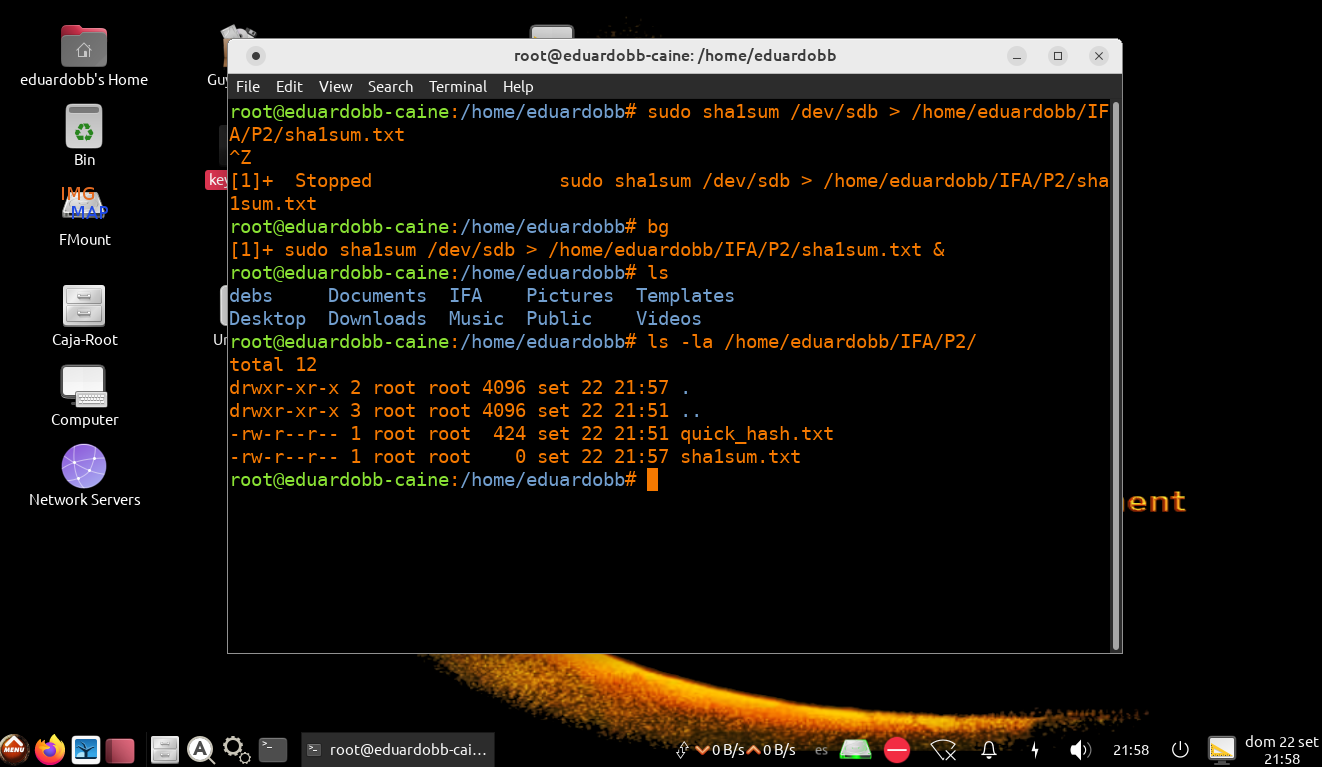 root@eduardobb-caine: /home/eduardobb
File Edit View Search Terminal Help
root@eduardobb-caine:/home/eduardobb# sudo sha1sum /dev/sdb > /home/eduardobb/IF
A/P2/sha1sum.txt
^Z
[1]+  Stopped                 sudo sha1sum /dev/sdb > /home/eduardobb/IFA/P2/sha
1sum.txt
root@eduardobb-caine:/home/eduardobb# bg
[1]+ sudo sha1sum /dev/sdb > /home/eduardobb/IFA/P2/sha1sum.txt &
root@eduardobb-caine:/home/eduardobb# ls
debs     Documents  IFA    Pictures  Templates
Desktop  Downloads  Music  Public    Videos
root@eduardobb-caine:/home/eduardobb# ls -la /home/eduardobb/IFA/P2/
total 12
drwxr-xr-x 2 root root 4096 set 22 21:57 .
drwxr-xr-x 3 root root 4096 set 22 21:51 ..
-rw-r--r-- 1 root root  424 set 22 21:51 quick_hash.txt
-rw-r--r-- 1 root root    0 set 22 21:57 sha1sum.txt
root@eduardobb-caine:/home/eduardobb#
eduardobb's Home
Bin
IMG
MAP
FMount
Caja-Root
Computer
Network Servers
MENU
root@eduardobb-cai...
0 B/s 0 B/s
es
21:58
dom 22 set
21:58